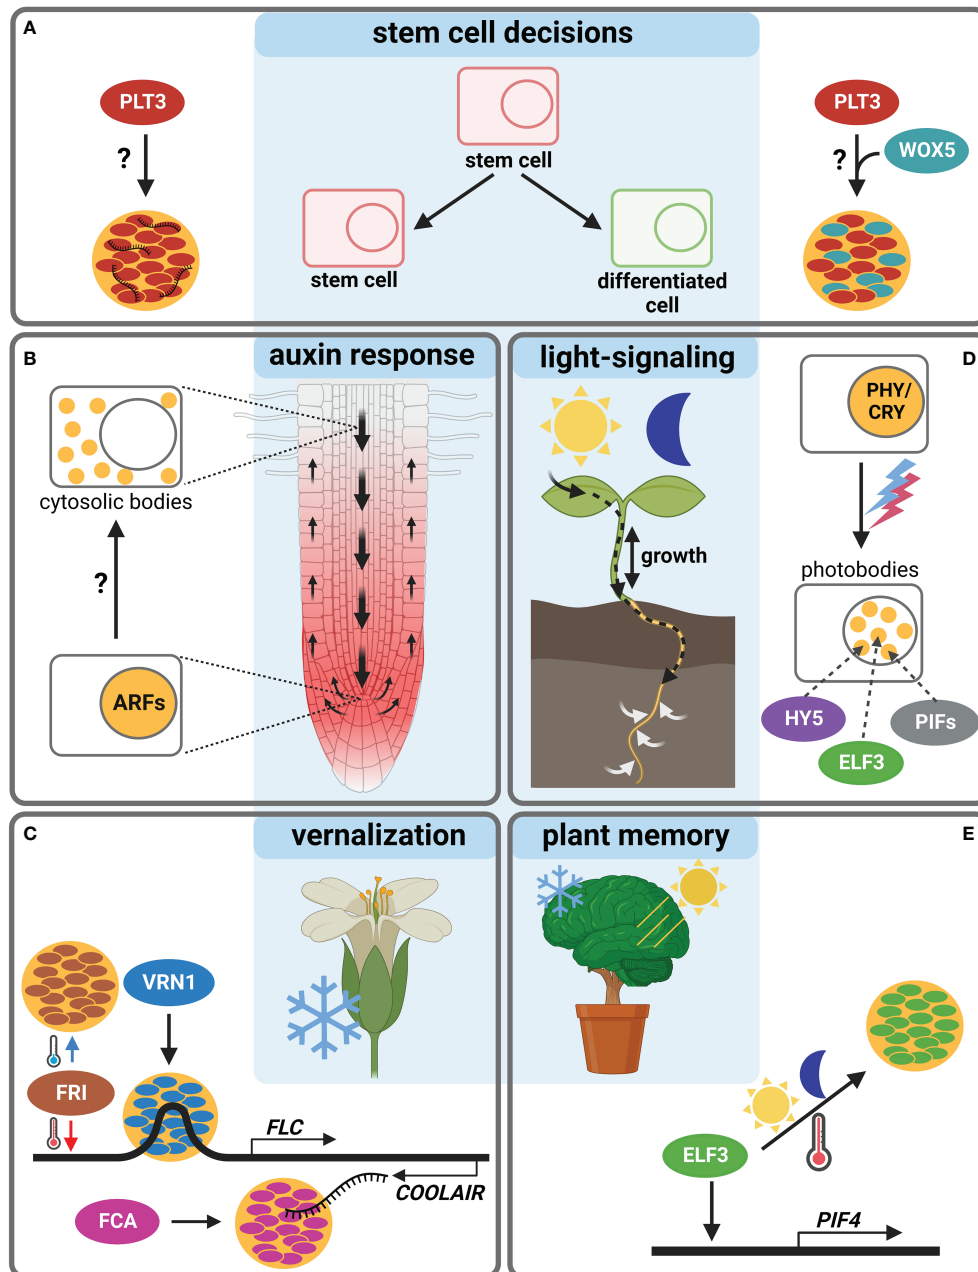 A
stem cell decisions
PLT3
?
stem cell
stem cell
differentiated
cell
PLT3
?
WOX5
B
auxin response
cytosolic bodies
?
ARFs
light-signaling
D
growth
PHY/
CRY
photobodies
HY5
ELF3
PIFs
C
vernalization
VRN1
FRI
FLC
COOLAIR
FCA
plant memory
E
ELF3
PIF4